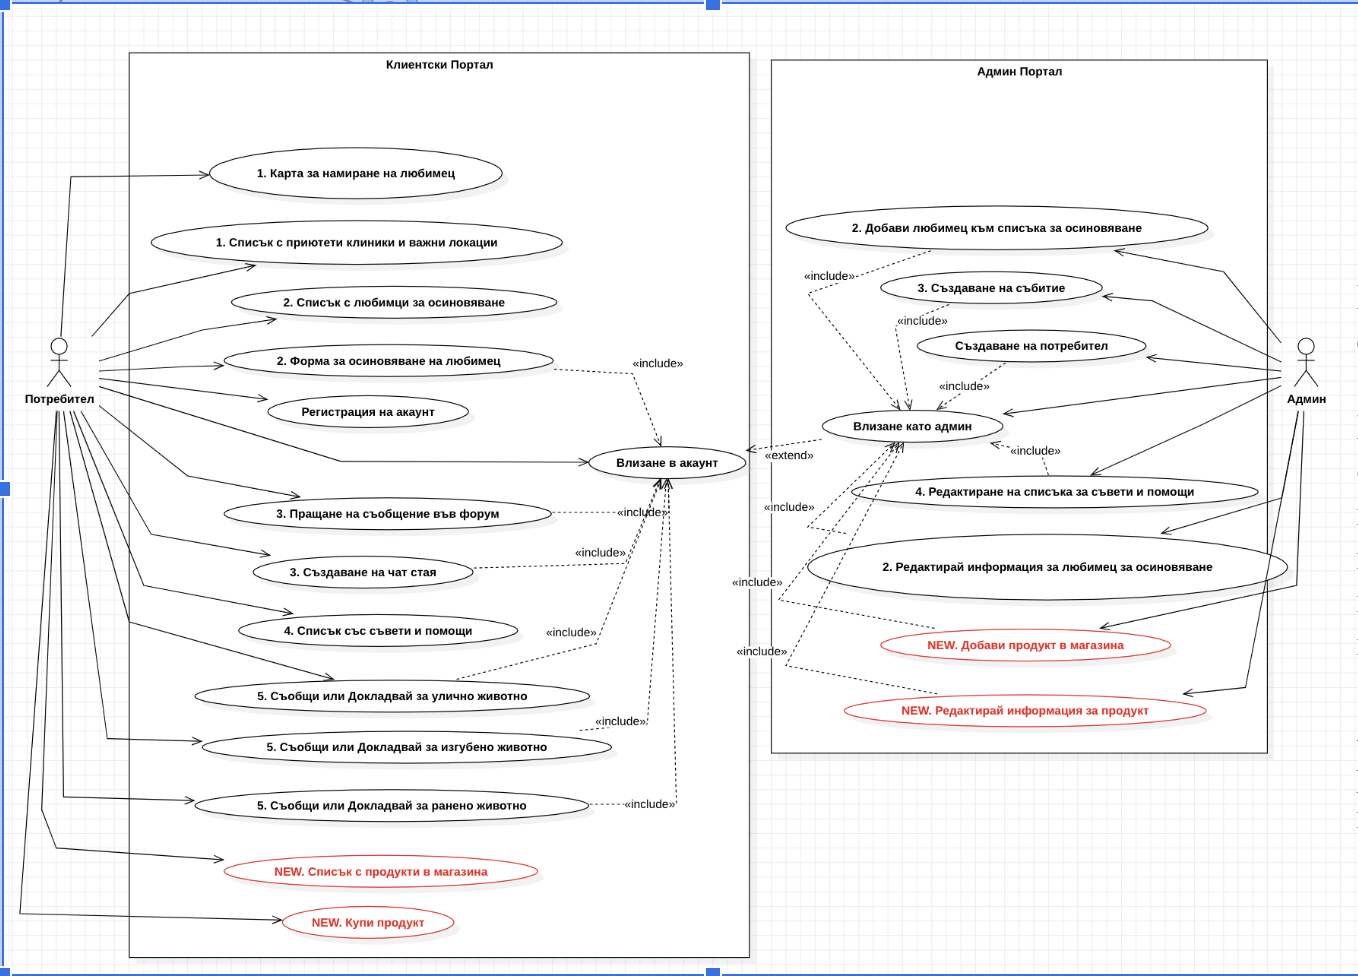 Клиентски Портал
1. Карта за намиране на любимец
1. Списък с приютети клиники и важни локации
2. Списък с любимци за осиновяване
2. Форма за осиновяване на любимец
«include»
Потребител
Регистрация на акаунт
Влизане в акаунт
3. Пращане на съобщение във форум
«include»
3. Създаване на чат стая
«include»
4. Списък със съвети и помощи
«include»
5. Съобщи или Докладвай за улично животно
«include»
5. Съобщи или Докладвай за изгубено животно
5. Съобщи или Докладвай за ранено животно
«include»
NEW. Списък с продукти в магазина
NEW. Купи продукт
Админ Портал
2. Добави любимец към списъка за осиновяване
«include»
3. Създаване на събитие
«include»
Създаване на потребител
«include»
Админ
Влизане като админ
«extend»
«include»
4. Редактиране на списъка за съвети и помощи
«include»
2. Редактирай информация за любимец за осиновяване
«include»
NEW. Добави продукт в магазина
«include»
NEW. Редактирай информация за продукт